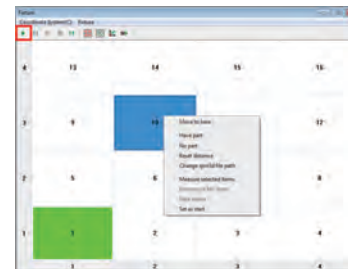 Fixture
Coordinate System(C) Fixture
4 13 14 15 16
3 9 10 12
Move to here
Have part
No part
Reset distance
Change special file path
Measure selected items
Set as start
2 5 6 8
1 1 2 3 4
1 2 3 4